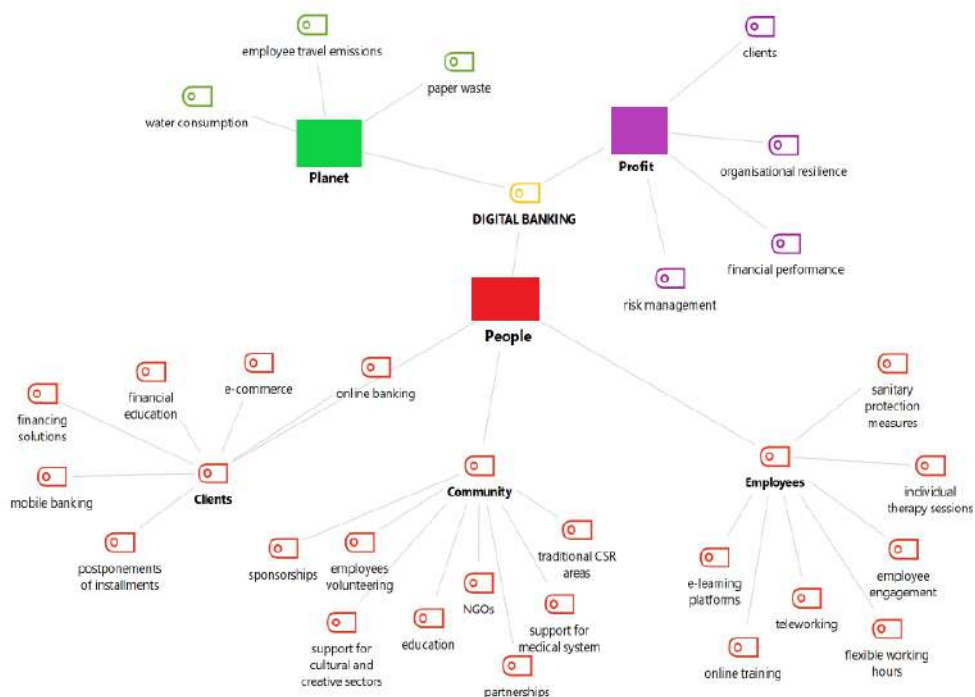 employee travel emissions
clients
paper waste
water consumption
Planet
Profit
organisational resilience
DIGITAL BANKING
financial performance
risk management
People
e-commerce
online banking
financial
education
sanitary
protection
measures
financing
solutions
mobile banking
Clients
Community
Employees
individual
therapy sessions
postponements
of installments
sponsorships
employees
volunteering
traditional CSR
areas
e-learning
platforms
employee
engagement
NGOs
teleworking
support for
cultural and
creative sectors
education
support for
medical system
online training
flexible working
hours
partnerships